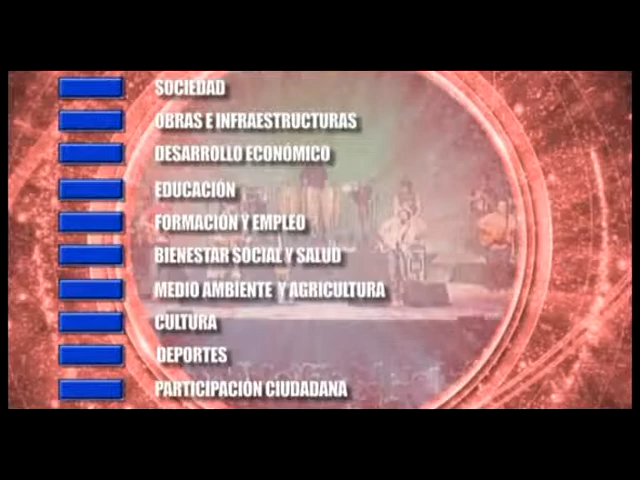 SOCIEDAD
OBRAS E INFRAESTRUCTURAS
DESARROLLO ECONÓMICO
EDUCACIÓN
FORMACIÓN Y EMPLEO
BIENESTAR SOCIAL Y SALUD
MEDIO AMBIENTE Y AGRICULTURA
CULTURA
DEPORTES
PARTICIPACIÓN CIUDADANA